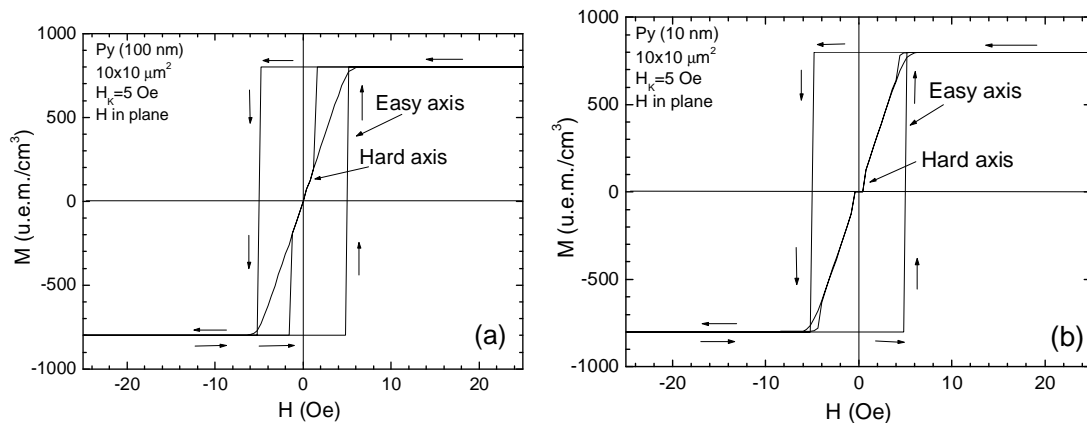 Py (100 nm)
10x10 μm²
H_K=5 Oe
H in plane
Easy axis
Hard axis
(a)
M (u.e.m./cm³)
1000
500
0
-500
-1000
-20 -10 0 10 20
H (Oe)
Py (10 nm)
10x10 μm²
H_K=5 Oe
H in plane
Easy axis
Hard axis
(b)
M (u.e.m./cm³)
1000
500
0
-500
-1000
-20 -10 0 10 20
H (Oe)